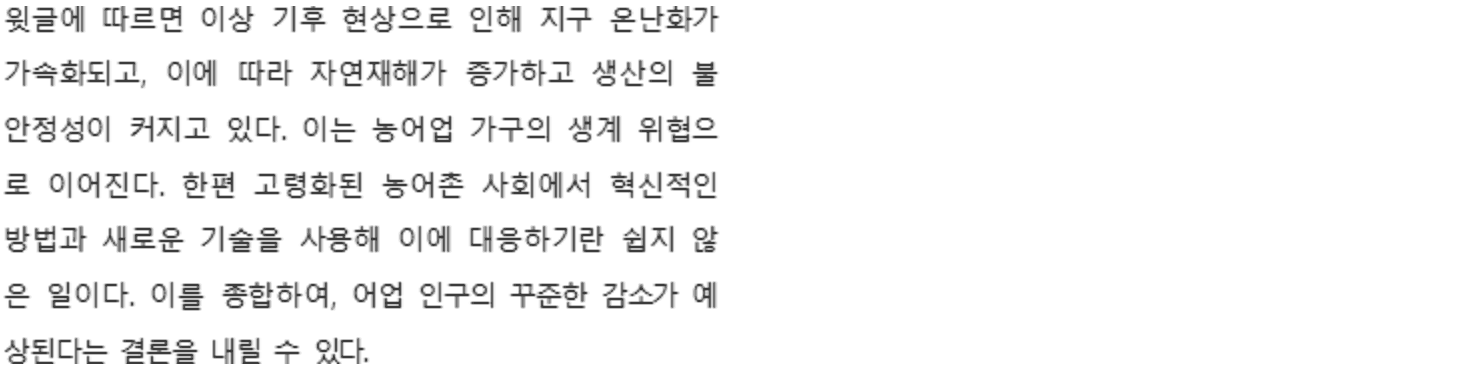 윗글에 따르면 이상 기후 현상으로 인해 지구 온난화가
가속화되고, 이에 따라 자연재해가 증가하고 생산의 불
안정성이 커지고 있다. 이는 농어업 가구의 생계 위협으
로 이어진다. 한편 고령화된 농어촌 사회에서 혁신적인
방법과 새로운 기술을 사용해 이에 대응하기란 쉽지 않
은 일이다. 이를 종합하여, 어업 인구의 꾸준한 감소가 예
상된다는 결론을 내릴 수 있다.